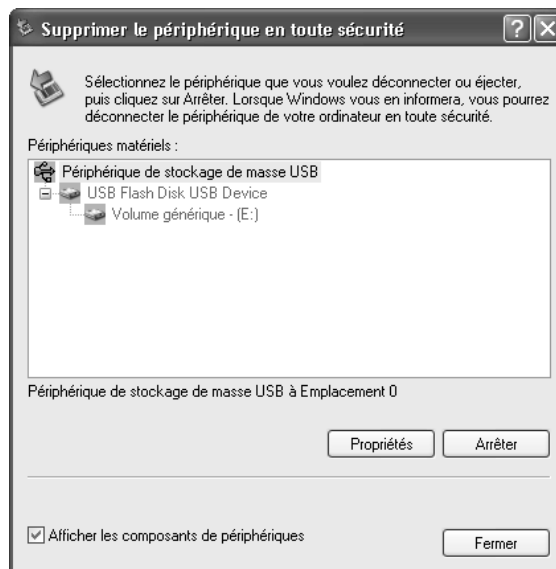 Supprimer le périphérique en toute sécurité
Sélectionnez le périphérique que vous voulez déconnecter ou éjecter,
puis cliquez sur Arrêter. Lorsque Windows vous en informera, vous pourrez
déconnecter le périphérique de votre ordinateur en toute sécurité.
Périphériques matériels :
Périphérique de stockage de masse USB
USB Flash Disk USB Device
Volume générique - (E:)
Périphérique de stockage de masse USB à Emplacement 0
Propriétés Arrêter
Afficher les composants de périphériques
Fermer